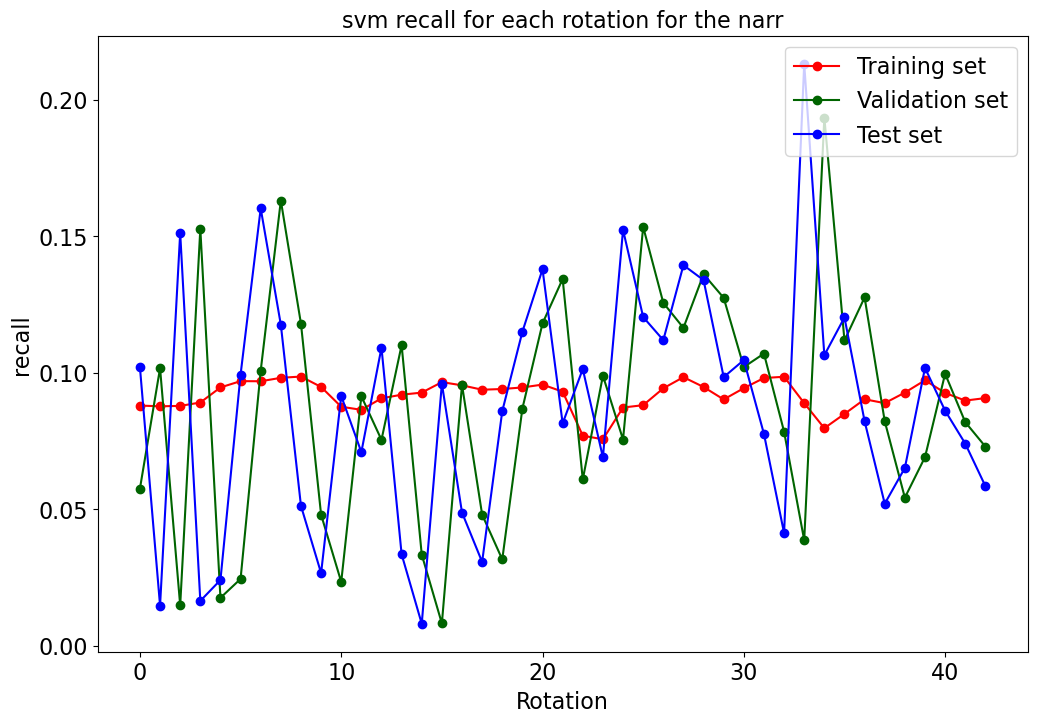 svm recall for each rotation for the narr
Training set
Validation set
Test set
recall
0.20
0.15
0.10
0.05
0.00
0
10
20
30
40
Rotation